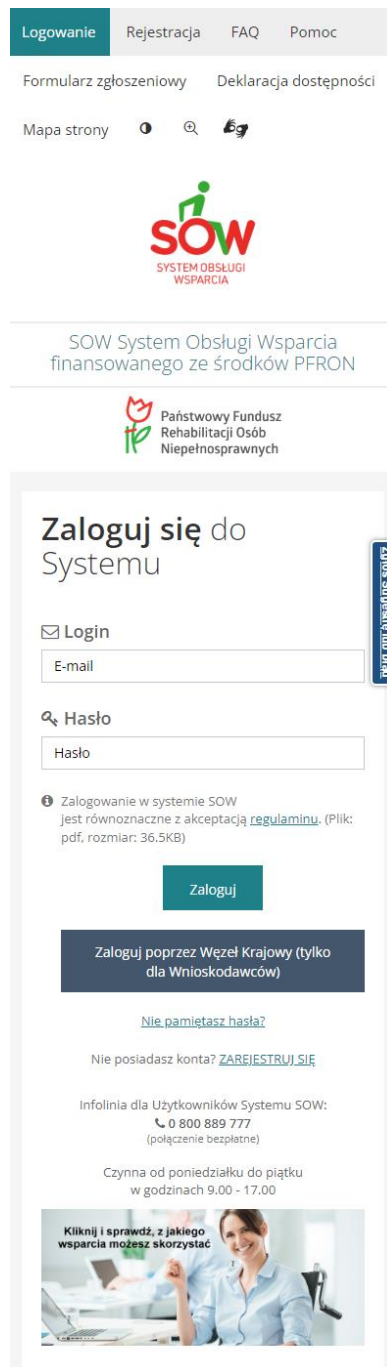 Logowanie Rejestracja FAQ Pomoc
Formularz zgłoszeniowy Deklaracja dostępności
Mapa strony
SOW
SYSTEM OBSŁUGI
WSPARCIA
SOW System Obsługi Wsparcia
finansowanego ze środków PFRON
Państwowy Fundusz
Rehabilitacji Osób
Niepełnosprawnych
Zaloguj się do
Systemu
Login
E-mail
Hasło
Hasło
Zalogowanie w systemie SOW
jest równoznaczne z akceptacją regulaminu. (Plik:
pdf, rozmiar: 36.5KB)
Zaloguj
Zaloguj poprzez Węzeł Krajowy (tylko
dla Wnioskodawców)
Nie pamiętasz hasła?
Nie posiadasz konta? ZAREJESTRUJ SIĘ
Infolinia dla Użytkowników Systemu SOW:
0 800 889 777
(połączenie bezpłatne)
Czynna od poniedziałku do piątku
w godzinach 9.00 - 17.00
Kliknij i sprawdź, z jakiego
wsparcia możesz skorzystać